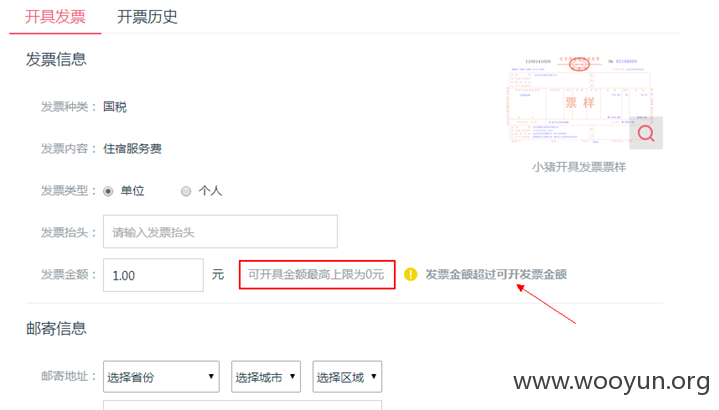 开具发票 开票历史
发票信息
发票种类： 国税
发票内容： 住宿服务费
票样
小猪开具发票票样
发票类型： 单位 个人
发票抬头： 请输入发票抬头
发票金额： 1.00 元 可开具金额最高上限为0元 ! 发票金额超过可开发票金额
邮寄信息
邮寄地址： 选择省份 选择城市 选择区域
www.wooyun.org